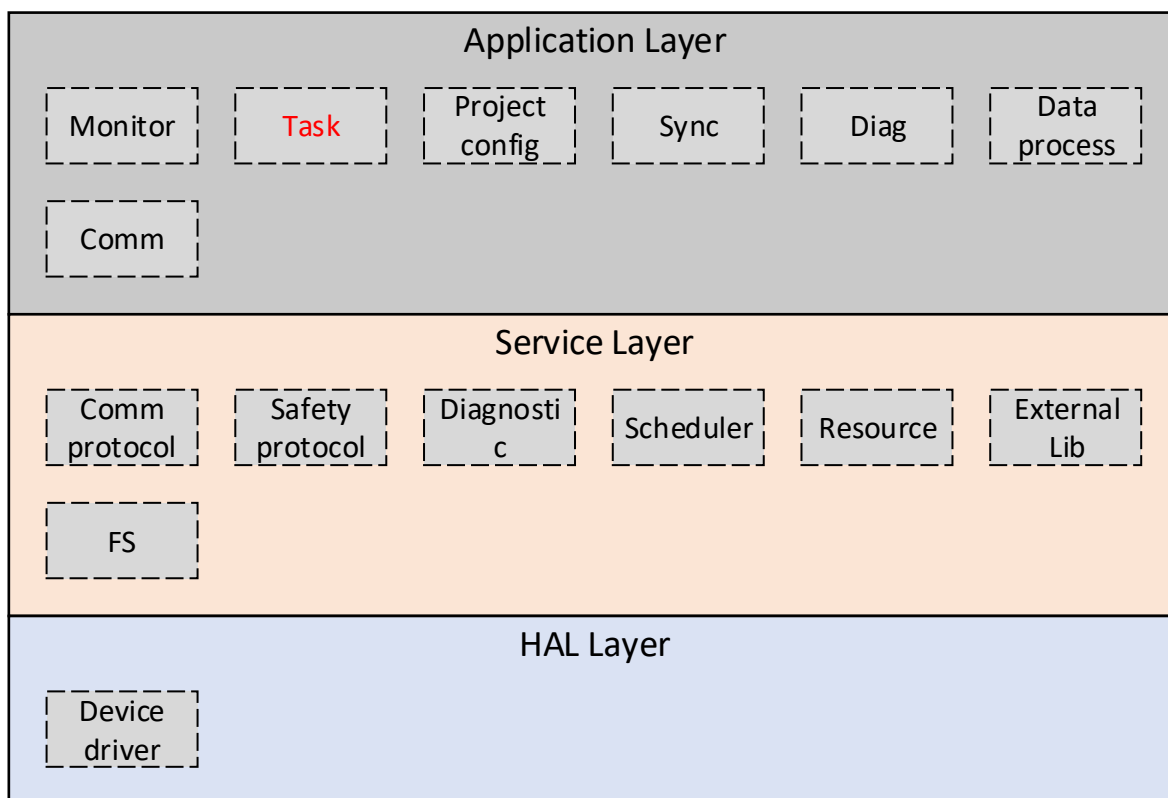 Application Layer
Monitor
Task
Project
config
Sync
Diag
Data
process
Comm
Service Layer
Comm
protocol
Safety
protocol
Diagnosti
c
Scheduler
Resource
External
Lib
FS
HAL Layer
Device
driver